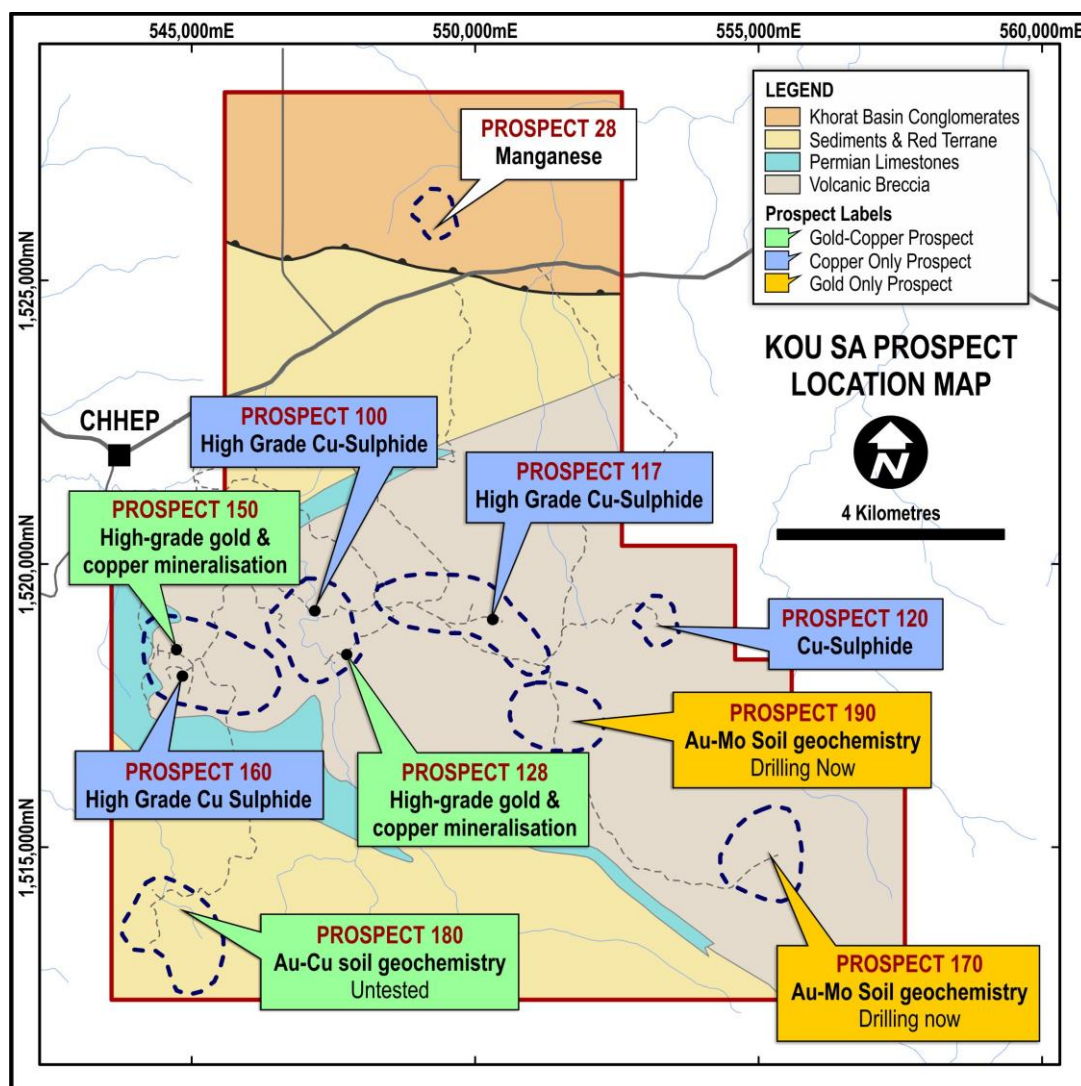 545,000mE
550,000mE
555,000mE
560,000mE
1,525,000mN
1,520,000mN
1,515,000mN
LEGEND
Khorat Basin Conglomerates
Sediments & Red Terrane
Permian Limestones
Volcanic Breccia
Prospect Labels
Gold-Copper Prospect
Copper Only Prospect
Gold Only Prospect
KOU SA PROSPECT
LOCATION MAP
N
4 Kilometres
PROSPECT 28
Manganese
CHHEP
PROSPECT 100
High Grade Cu-Sulphide
PROSPECT 117
High Grade Cu-Sulphide
PROSPECT 150
High-grade gold &
copper mineralisation
PROSPECT 120
Cu-Sulphide
PROSPECT 190
Au-Mo Soil geochemistry
Drilling Now
PROSPECT 160
High Grade Cu Sulphide
PROSPECT 128
High-grade gold &
copper mineralisation
PROSPECT 180
Au-Cu soil geochemistry
Untested
PROSPECT 170
Au-Mo Soil geochemistry
Drilling now